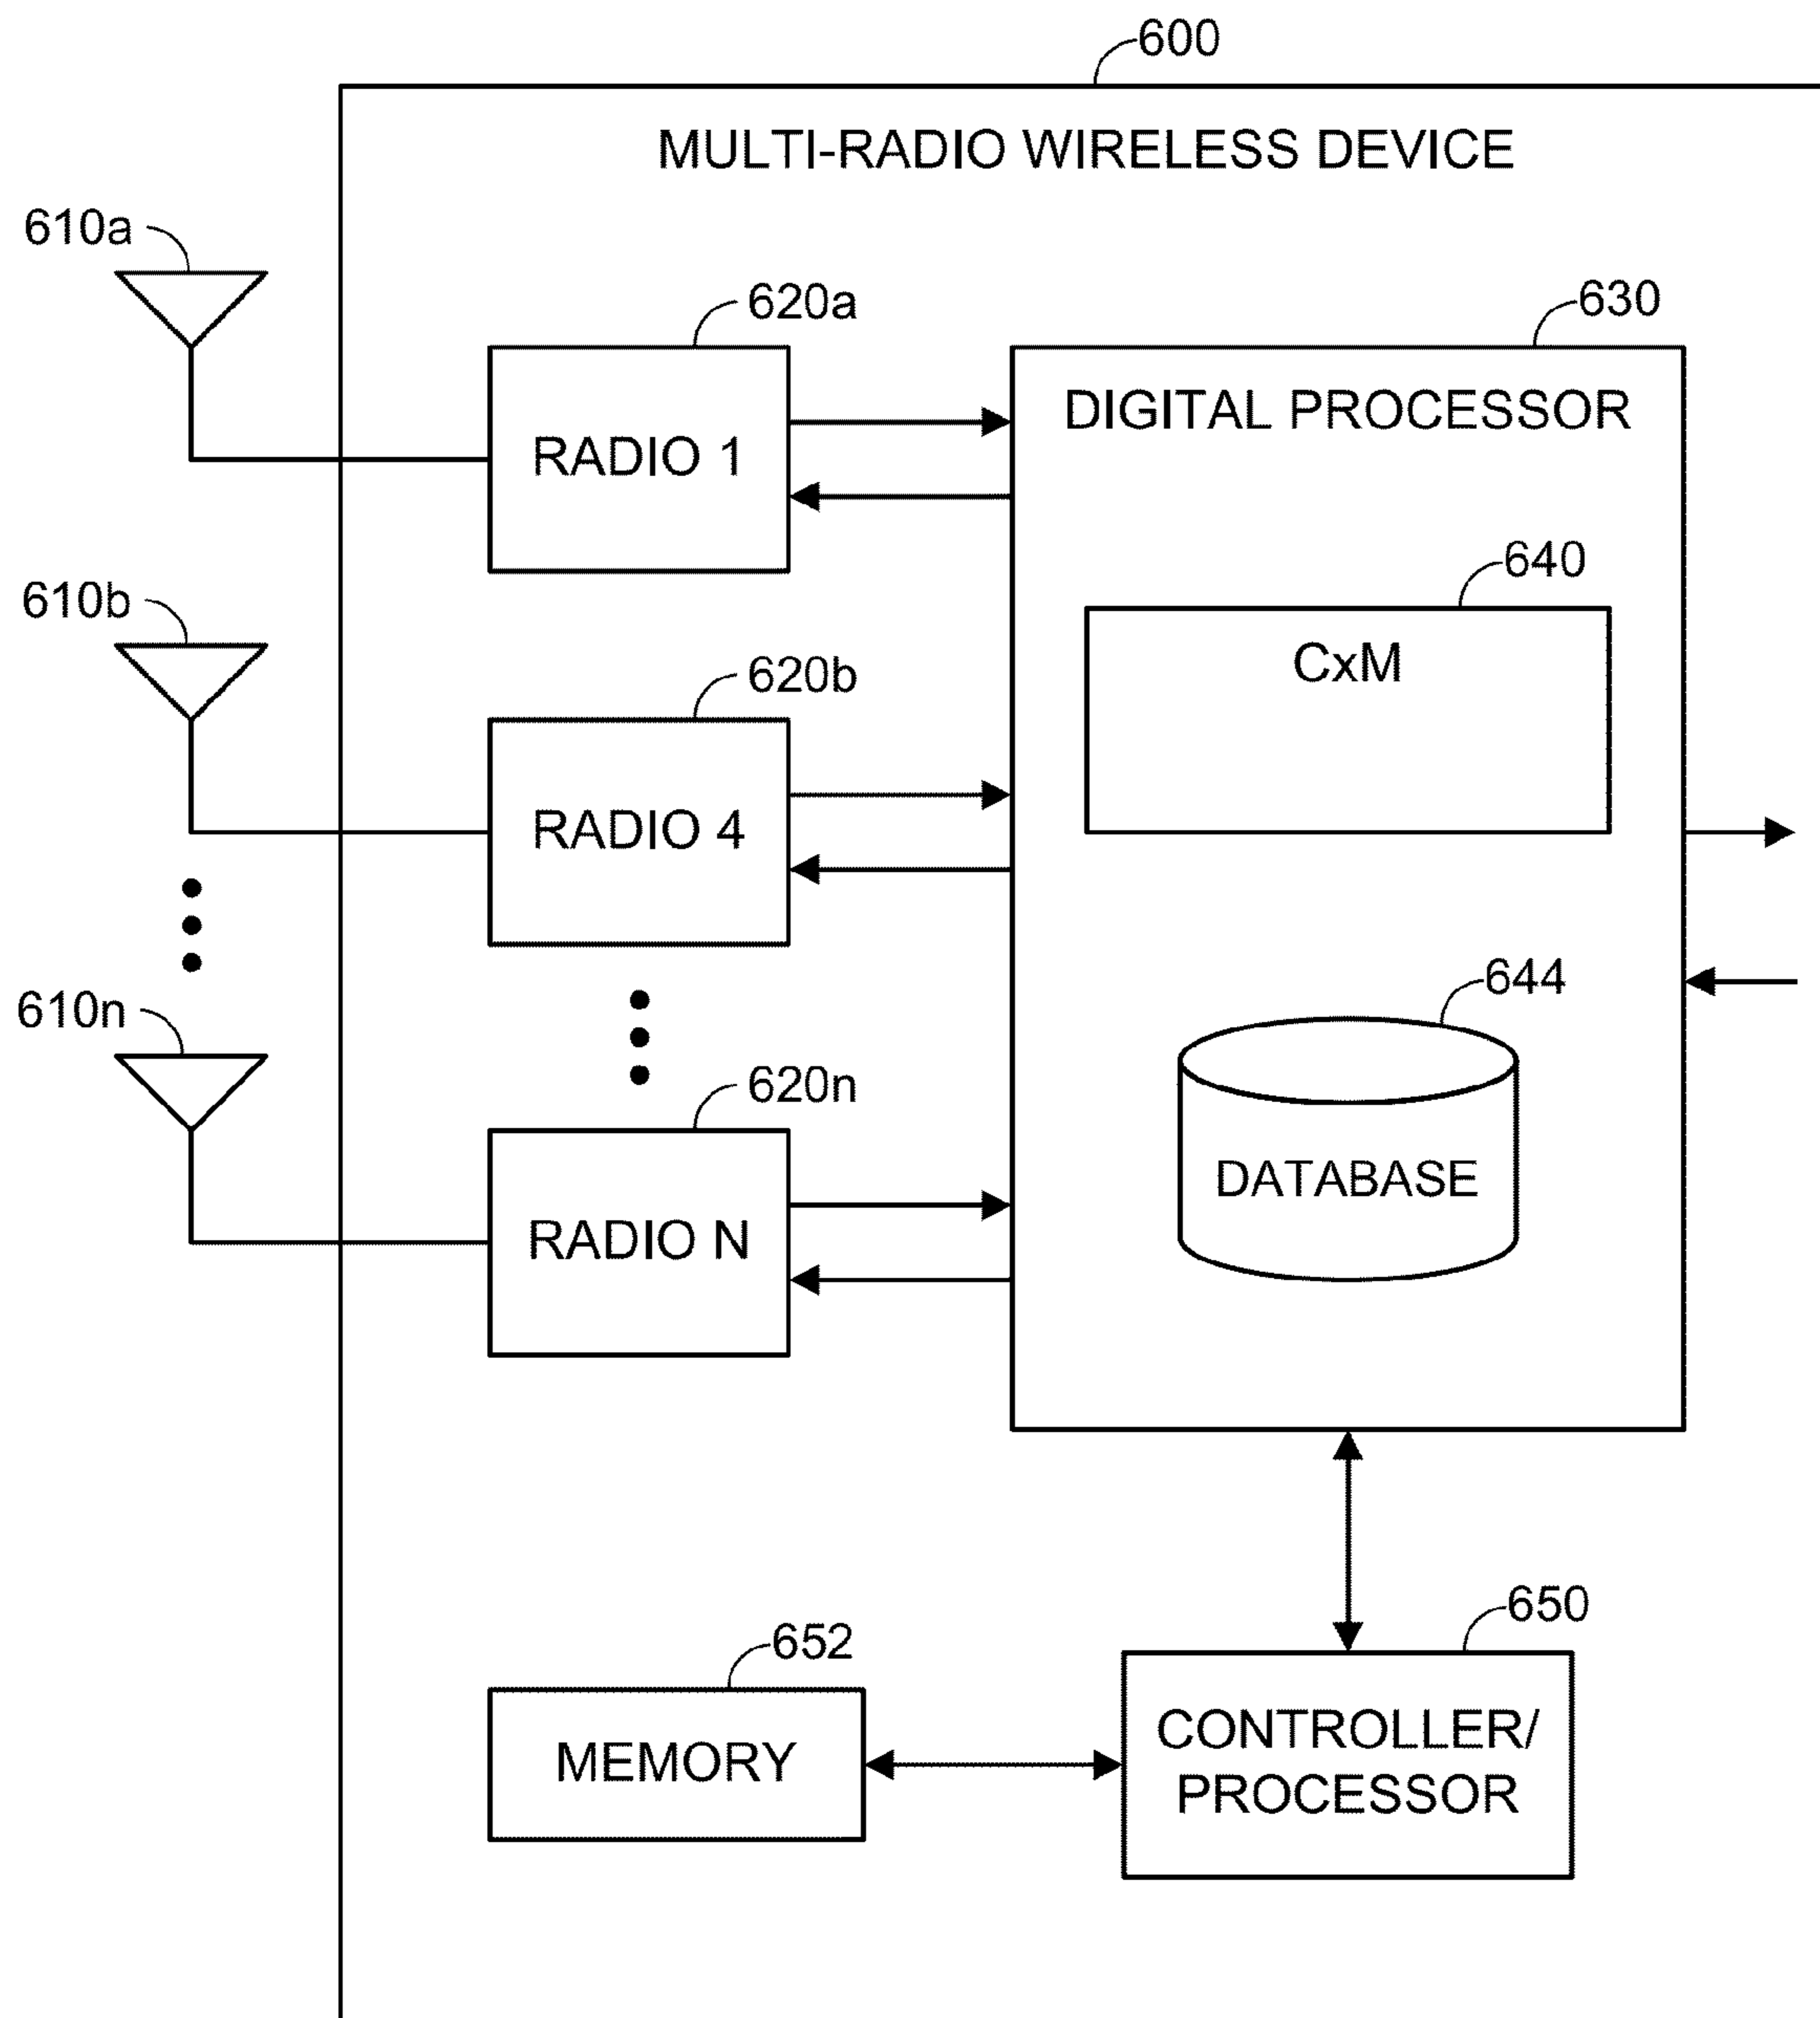 600
MULTI-RADIO WIRELESS DEVICE
610a
620a
630
RADIO 1
DIGITAL PROCESSOR
640
CxM
610b
620b
RADIO 4
644
DATABASE
610n
620n
RADIO N
652
MEMORY
650
CONTROLLER/
PROCESSOR